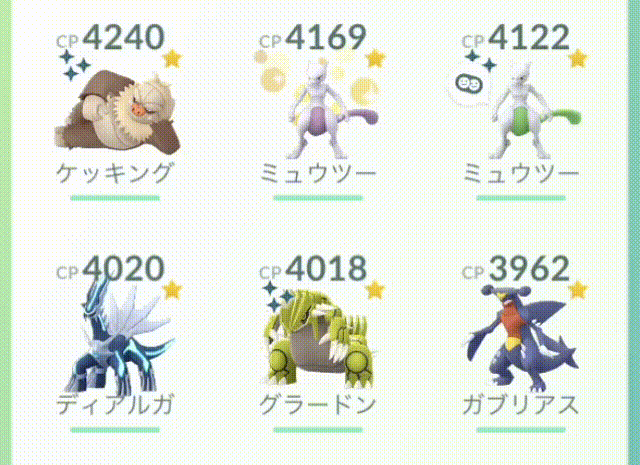 CP 4240
CP 4169
CP 4122
ケッキング
ミュウツー
ミュウツー
CP 4020
CP 4018
CP 3962
ディアルガ
グラードン
ガブリアス